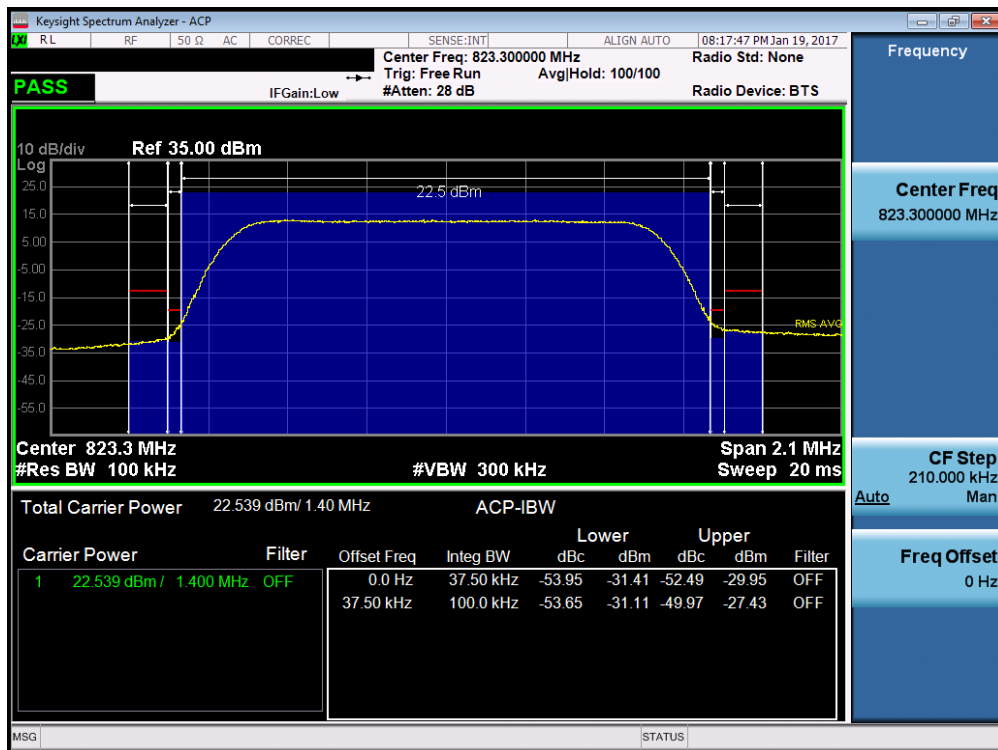 Keysight Spectrum Analyzer - ACP
LXI RL RF 50 Ω AC CORREC SENSE:INT ALIGN AUTO 08:17:47 PM Jan 19, 2017
Center Freq: 823.300000 MHz Radio Std: None
Trig: Free Run Avg|Hold: 100/100
PASS IFGain:Low #Atten: 28 dB Radio Device: BTS
10 dB/div Ref 35.00 dBm
Log
22.5 dBm
25.0
15.0
5.00
-5.00
-15.0
-25.0
RMS AVG
-35.0
-45.0
-55.0
Center 823.3 MHz Span 2.1 MHz
#Res BW 100 kHz #VBW 300 kHz Sweep 20 ms
Total Carrier Power 22.539 dBm/ 1.40 MHz ACP-IBW
Lower Upper
Carrier Power Filter Offset Freq Integ BW dBc dBm dBc dBm Filter
1 22.539 dBm / 1.400 MHz OFF 0.0 Hz 37.50 kHz -53.95 -31.41 -52.49 -29.95 OFF
37.50 kHz 100.0 kHz -53.65 -31.11 -49.97 -27.43 OFF
MSG STATUS
Frequency
Center Freq
823.300000 MHz
CF Step
210.000 kHz
Auto Man
Freq Offset
0 Hz